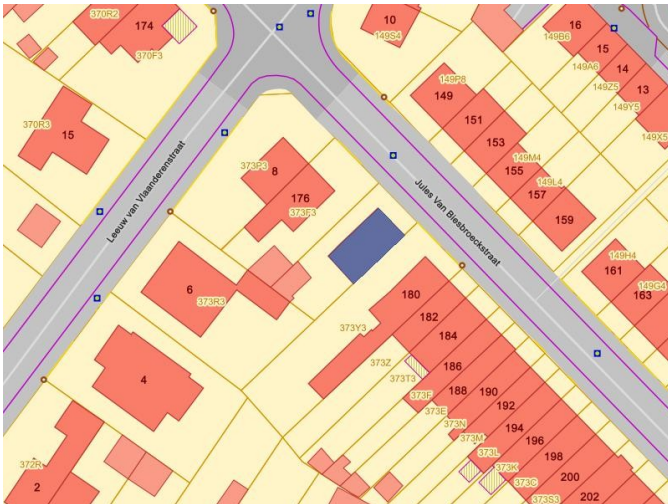 370R2
174
370F3
10
149S4
149B6
16
149A6
15
149Z5
14
149Y5
13
149X5
370R3
15
Leeuw van Vlaanderenstraat
373P3
8
176
373F3
149P8
149
151
153
149M4
155
149L4
157
159
Jules Van Biesbroeckstraat
149H4
161
149G4
163
6
373R3
180
182
184
373Y3
373Z
186
373T3
188
190
373F
192
373E
194
373N
196
373M
198
373L
200
373K
202
373C
373S3
4
372R
2